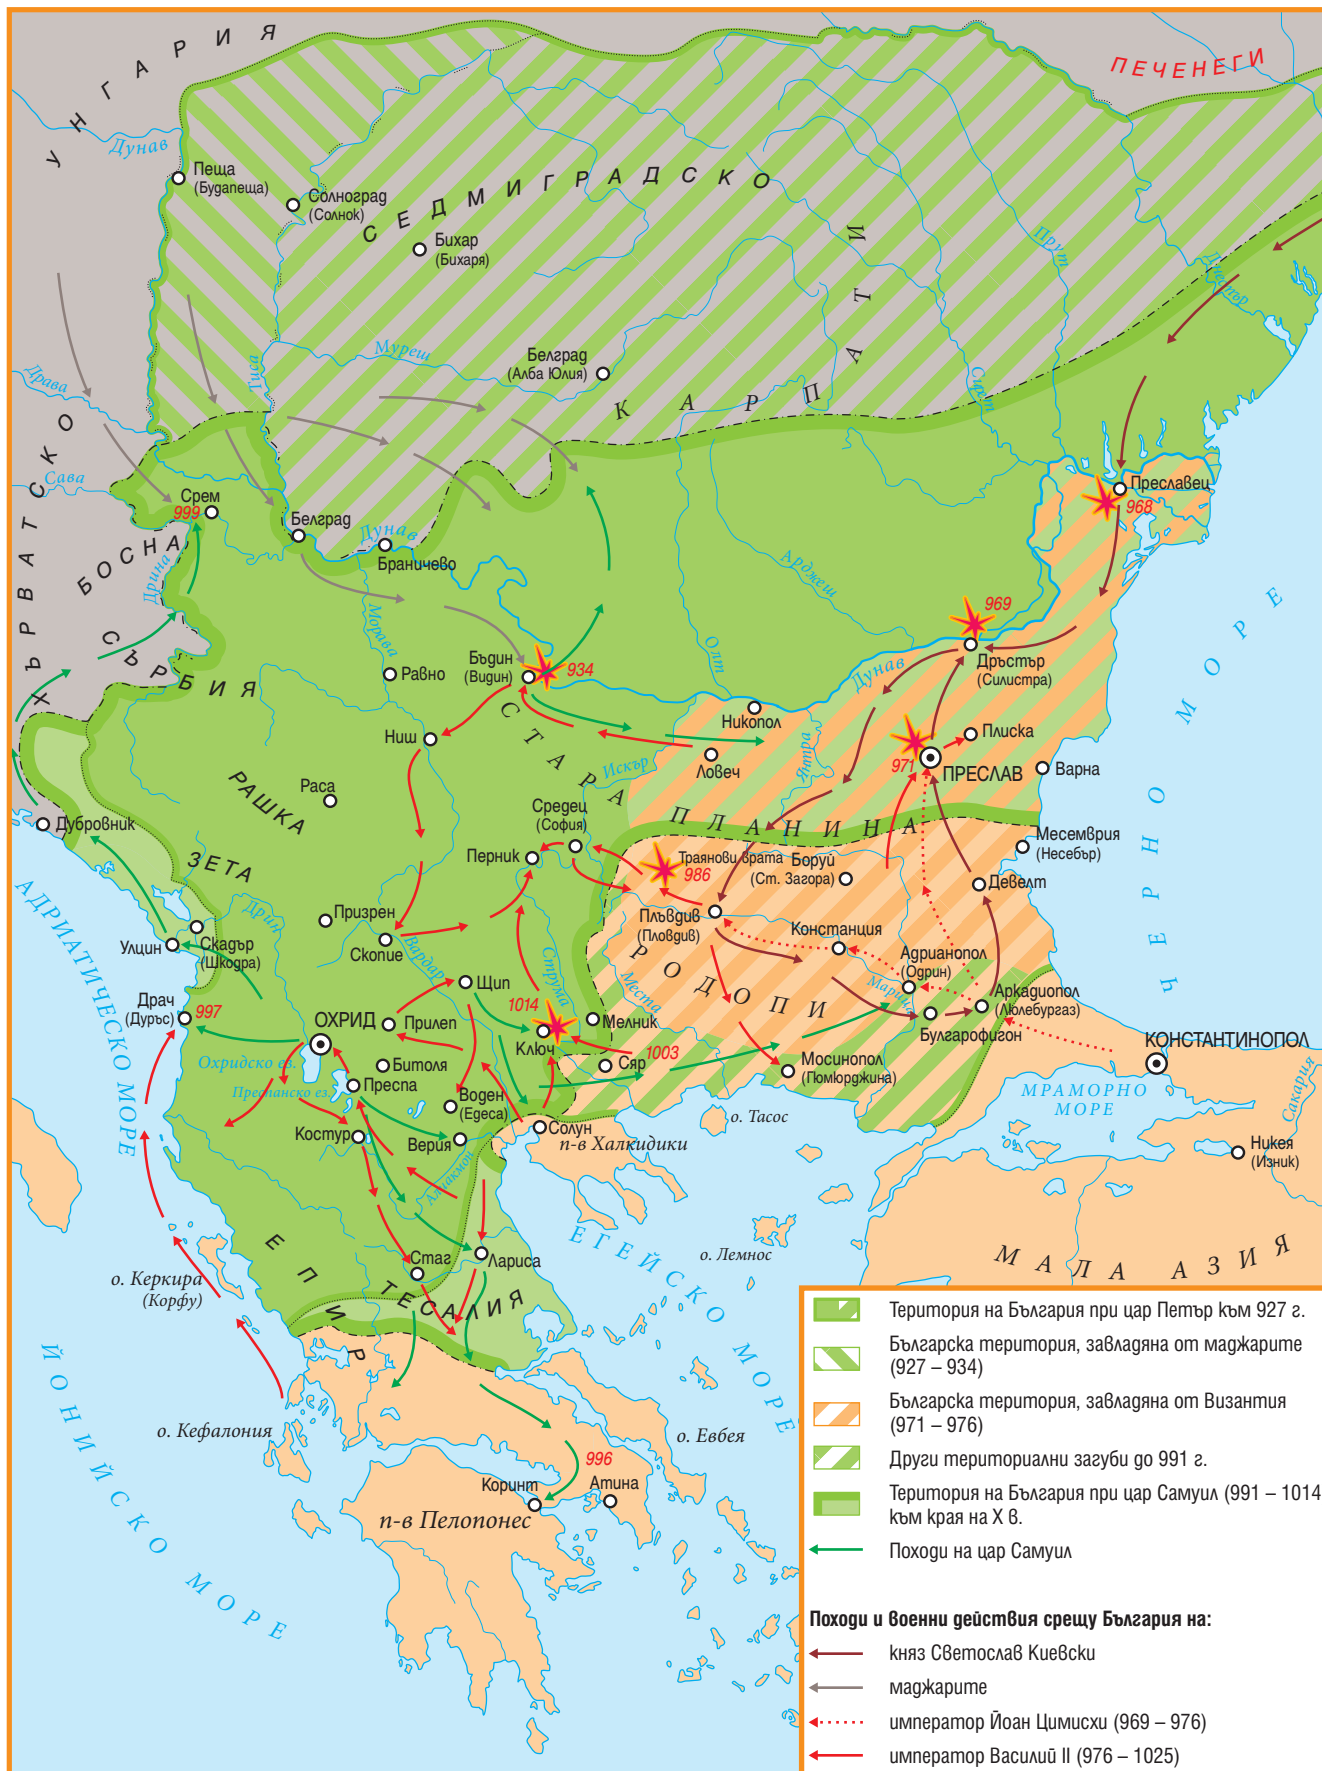 УНГАРИЯ
ПЕЧЕНЕГИ
Дунав
Пеща
(Будапеща)
Солноград
(Солнок)
СЕДМИГРАДСКО
Бихар
(Бихаря)
Прут
Днестър
Тиса
Муреш
Белград
(Алба Юлия)
КАРПАТИ
Сирет
Драва
Сава
ХЪРВАТСКО
Срем
999
Белград
Дунав
Браничево
БОСНА
Дрина
СЪРБИЯ
Морава
Равно
Бъдин
(Видин)
934
Олт
Арджеш
Преславец
968
969
Дръстър
(Силистра)
Дунав
Никопол
Ловеч
Искър
Янтра
971
ПРЕСЛАВ
Плиска
Варна
ЧЕРНО МОРЕ
СТАРА ПЛАНИНА
Ниш
РАШКА
Раса
Дубровник
ЗЕТА
Средец
(София)
Перник
Траянови врата
986
Боруй
(Ст. Загора)
Месемврия
(Несебър)
Девелт
АДРИАТИЧЕСКО МОРЕ
Дрин
Призрен
Скопие
Улцин
Скадър
(Шкодра)
Вардар
Струма
Места
Пловдив
(Пловдив)
Констанция
Адрианопол
(Одрин)
Марица
РОДОПИ
Щип
1014
Драч
(Дуръс)
997
ОХРИД
Прилеп
Ключ
Мелник
Аркадиопол
(Люлебургаз)
Булгарофигон
КОНСТАНТИНОПОЛ
Охридско ез.
Битоля
Преспанско ез.
Преспа
1003
Сяр
Мосинопол
(Гюмюрджина)
МРАМОРНО
МОРЕ
Сакария
Воден
(Едеса)
Костур
Верия
Солун
о. Тасос
п-в Халкидики
Никея
(Изник)
Алиакмон
ЕПИР
Стаг
Лариса
ТЕСАЛИЯ
ЕГЕЙСКО МОРЕ
о. Лемнос
МАЛА АЗИЯ
о. Керкира
(Корфу)
ЙОНИЙСКО МОРЕ
о. Кефалония
о. Евбея
996
Коринт
Атина
п-в Пелопонес
Територия на България при цар Петър към 927 г.
Българска територия, завладяна от маджарите
(927 – 934)
Българска територия, завладяна от Византия
(971 – 976)
Други териториални загуби до 991 г.
Територия на България при цар Самуил (991 – 1014
към края на X в.
Походи на цар Самуил
Походи и военни действия срещу България на:
княз Светослав Киевски
маджарите
император Йоан Цимисхи (969 – 976)
император Василий II (976 – 1025)